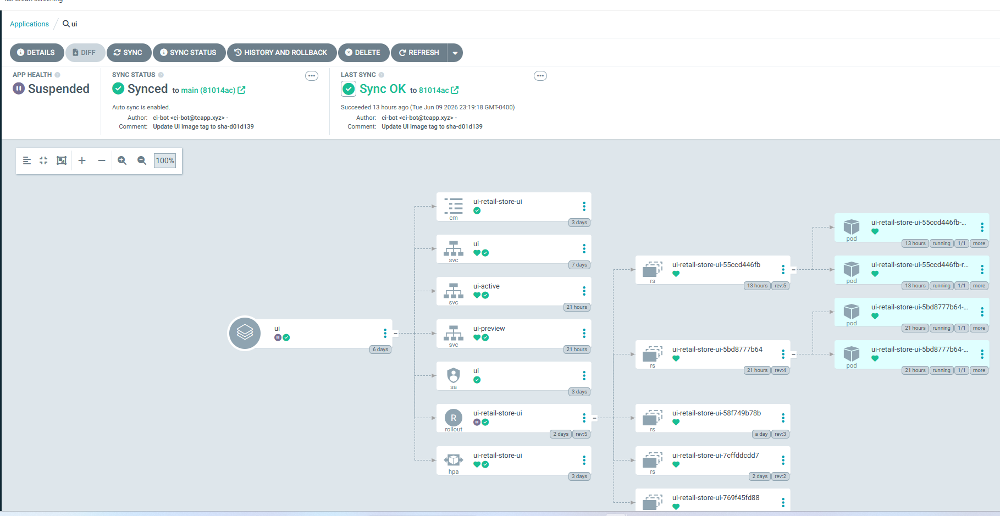 Tax Credit Screening
Applications / ui
DETAILS DIFF SYNC SYNC STATUS HISTORY AND ROLLBACK DELETE REFRESH
APP HEALTH
Suspended
SYNC STATUS
Synced to main (81014ac)
Auto sync is enabled.
Author: ci-bot <ci-bot@tcapp.xyz> -
Comment: Update UI image tag to sha-d01d139
LAST SYNC
Sync OK to 81014ac
Succeeded 13 hours ago (Tue Jun 09 2026 23:19:18 GMT-0400)
Author: ci-bot <ci-bot@tcapp.xyz> -
Comment: Update UI image tag to sha-d01d139
100%
ui
6 days
ui-retail-store-ui
cm
3 days
ui
svc
7 days
ui-active
svc
21 hours
ui-preview
svc
21 hours
ui
sa
3 days
R
ui-retail-store-ui
rollout
2 days rev:5
ui-retail-store-ui
hpa
3 days
ui-retail-store-ui-55ccd446fb
rs
13 hours rev:5
ui-retail-store-ui-5bd8777b64
rs
21 hours rev:4
ui-retail-store-ui-58f749b78b
rs
a day rev:3
ui-retail-store-ui-7cffddcdd7
rs
2 days rev:2
ui-retail-store-ui-769f45fd88
rs
ui-retail-store-ui-55ccd446fb-...
pod
13 hours running 1/1 more
ui-retail-store-ui-55ccd446fb-r...
pod
13 hours running 1/1 more
ui-retail-store-ui-5bd8777b64-...
pod
21 hours running 1/1 more
ui-retail-store-ui-5bd8777b64-...
pod
21 hours running 1/1 more